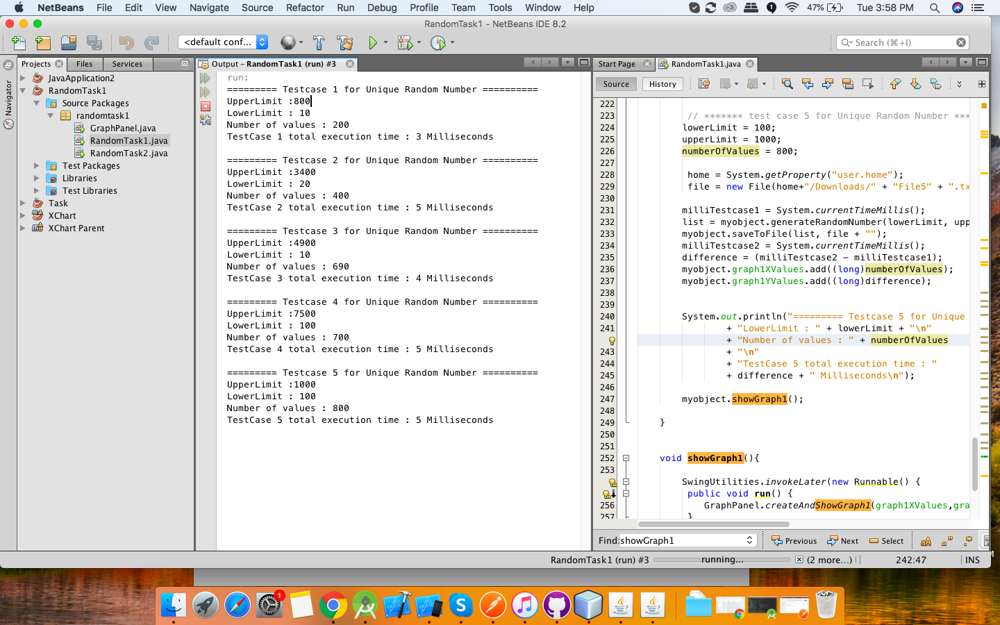 NetBeans File Edit View Navigate Source Refactor Run Debug Profile Team Tools Window Help 1 47% Tue 3:58 PM
RandomTask1 - NetBeans IDE 8.2
<default conf... Search (⌘+I)
Projects Files Services
Navigator
JavaApplication2
RandomTask1
Source Packages
randomtask1
GraphPanel.java
RandomTask1.java
RandomTask2.java
Test Packages
Libraries
Test Libraries
Task
XChart
XChart Parent
Output - RandomTask1 (run) #3
run:
========= Testcase 1 for Unique Random Number ==========
UpperLimit :800
LowerLimit : 10
Number of values : 200
TestCase 1 total execution time : 3 Milliseconds
========= Testcase 2 for Unique Random Number ==========
UpperLimit :3400
LowerLimit : 20
Number of values : 400
TestCase 2 total execution time : 5 Milliseconds
========= Testcase 3 for Unique Random Number ==========
UpperLimit :4900
LowerLimit : 10
Number of values : 690
TestCase 3 total execution time : 4 Milliseconds
========= Testcase 4 for Unique Random Number ==========
UpperLimit :7500
LowerLimit : 100
Number of values : 700
TestCase 4 total execution time : 5 Milliseconds
========= Testcase 5 for Unique Random Number ==========
UpperLimit :1000
LowerLimit : 100
Number of values : 800
TestCase 5 total execution time : 5 Milliseconds
Start Page RandomTask1.java
Source History
222
223 // ******* test case 5 for Unique Random Number ***
224 lowerLimit = 100;
225 upperLimit = 1000;
226 numberOfValues = 800;
227
228 home = System.getProperty("user.home");
229 file = new File(home+"/Downloads/" + "File5" + ".tx
230
231 milliTestcase1 = System.currentTimeMillis();
232 list = myobject.generateRandomNumber(lowerLimit, upp
233 myobject.saveToFile(list, file + "");
234 milliTestcase2 = System.currentTimeMillis();
235 difference = (milliTestcase2 - milliTestcase1);
236 myobject.graph1XValues.add((long)numberOfValues);
237 myobject.graph1YValues.add((long)difference);
238
239
240 System.out.println("========= Testcase 5 for Unique
241 + "LowerLimit : " + lowerLimit + "\n"
+ "Number of values : " + numberOfValues
243 + "\n"
244 + "TestCase 5 total execution time : "
245 + difference + " Milliseconds\n");
246
247 myobject.showGraph1();
248
249 }
250
251
252 void showGraph1(){
253
SwingUtilities.invokeLater(new Runnable() {
public void run() {
256 GraphPanel.createAndShowGraph1(graph1XValues,gra
257 }
Find: showGraph1 Previous Next Select
RandomTask1 (run) #3 running... (2 more...) 242:47 INS
1